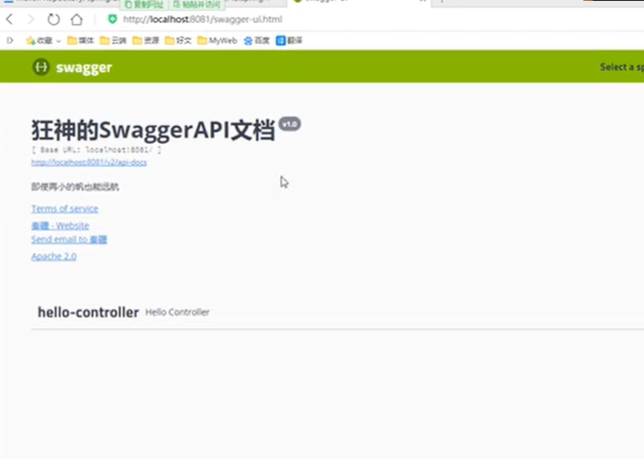 复制网址 粘贴并访问
http://localhost:8081/swagger-ui.html
收藏 媒体 云端 资源 好文 MyWeb 百度 翻译
swagger
Select a sp
狂神的SwaggerAPI文档 v1.0
[ Base URL: localhost:8081/ ]
http://localhost:8081/v2/api-docs
即使再小的帆也能远航
Terms of service
秦疆 - Website
Send email to 秦疆
Apache 2.0
hello-controller Hello Controller